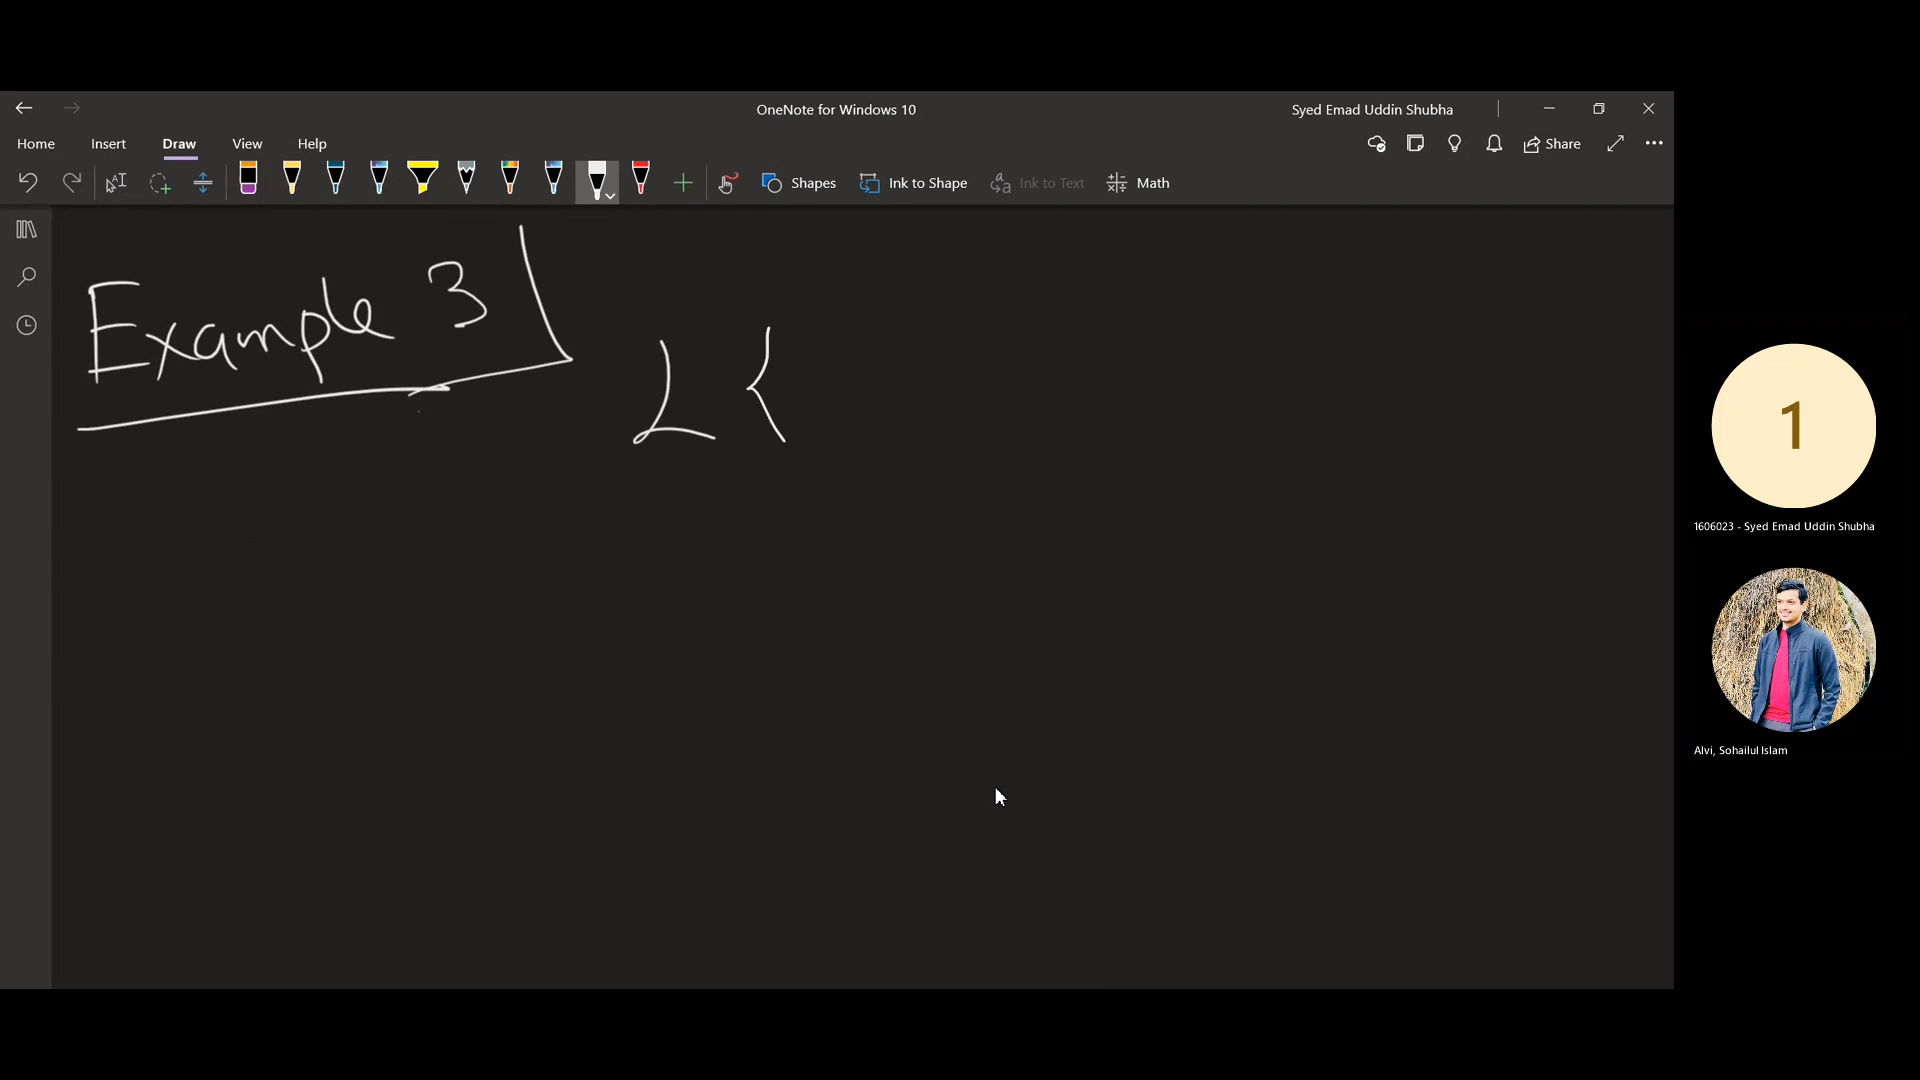 OneNote for Windows 10
Syed Emad Uddin Shubha
Home Insert Draw View Help
Share
Shapes Ink to Shape Ink to Text Math
Example 3
L {
1
1606023 - Syed Emad Uddin Shubha
Alvi, Sohailul Islam